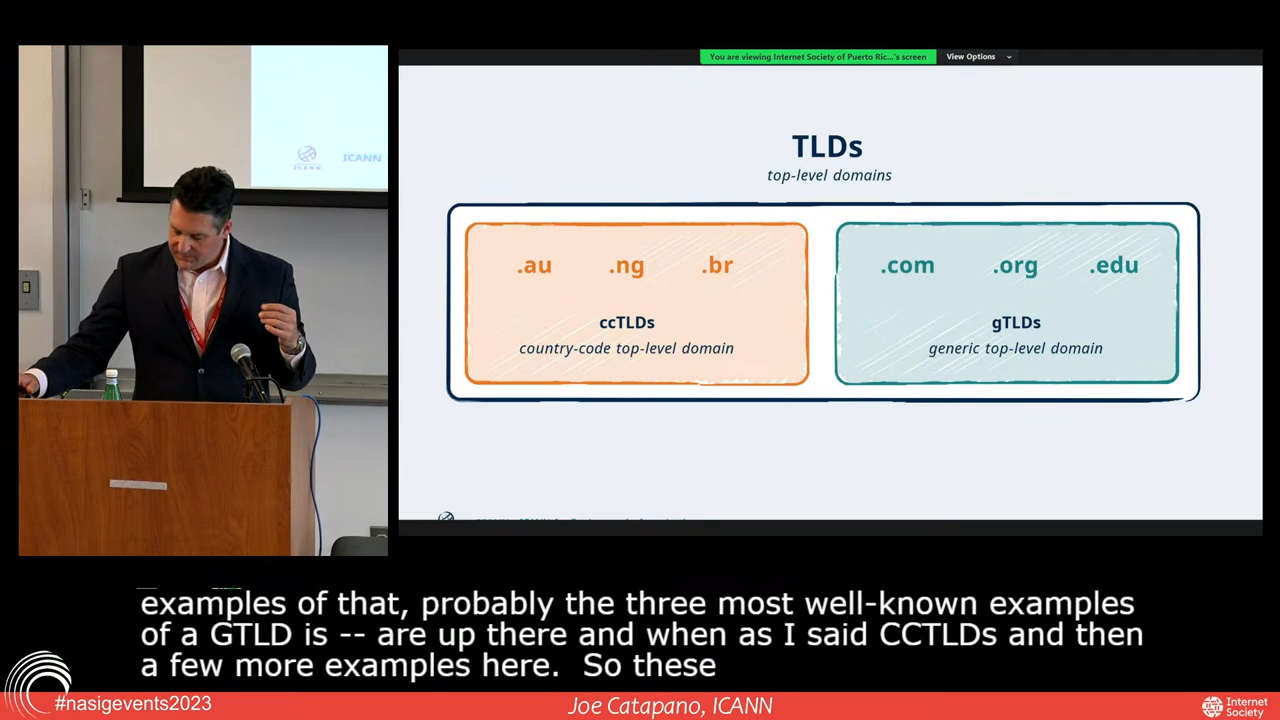 You are viewing Internet Society of Puerto Ric...'s screen View Options
ICANN
ICANN
TLDs
top-level domains
.au .ng .br
.com .org .edu
ccTLDs
country-code top-level domain
gTLDs
generic top-level domain
examples of that, probably the three most well-known examples
of a GTLD is -- are up there and when as I said CCTLDs and then
a few more examples here. So these
#nasigevents2023
Joe Catapano, ICANN
Internet
Society